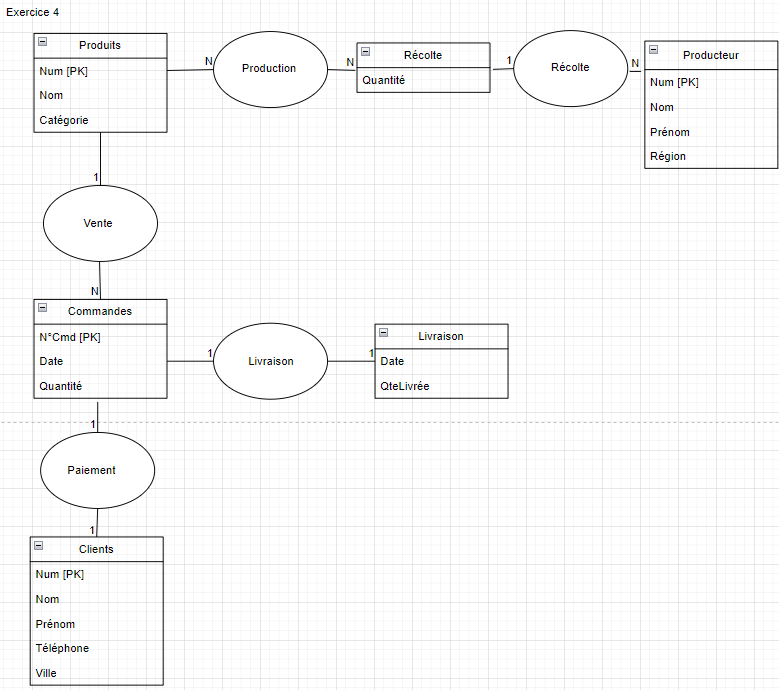 Exercice 4
Produits
Num [PK]
Nom
Catégorie
N
Production
N
Récolte
Quantité
1
Récolte
N
Producteur
Num [PK]
Nom
Prénom
Région
1
Vente
N
Commandes
N°Cmd [PK]
Date
Quantité
1
Livraison
1
Livraison
Date
QteLivrée
1
Paiement
1
Clients
Num [PK]
Nom
Prénom
Téléphone
Ville